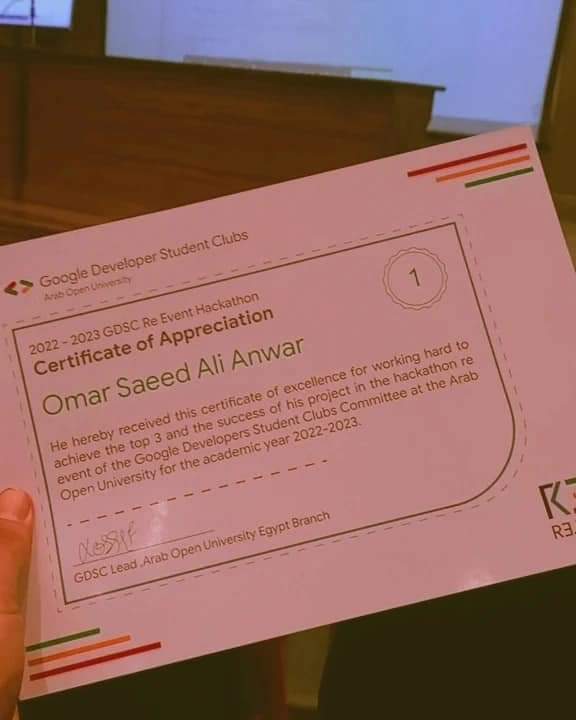 Google Developer Student Clubs
Arab Open University
1
2022 - 2023 GDSC Re Event Hackathon
Certificate of Appreciation
Omar Saeed Ali Anwar
He hereby received this certificate of excellence for working hard to
achieve the top 3 and the success of his project in the hackathon re
event of the Google Developers Student Clubs Committee at the Arab
Open University for the academic year 2022-2023.
GDSC Lead ,Arab Open University Egypt Branch